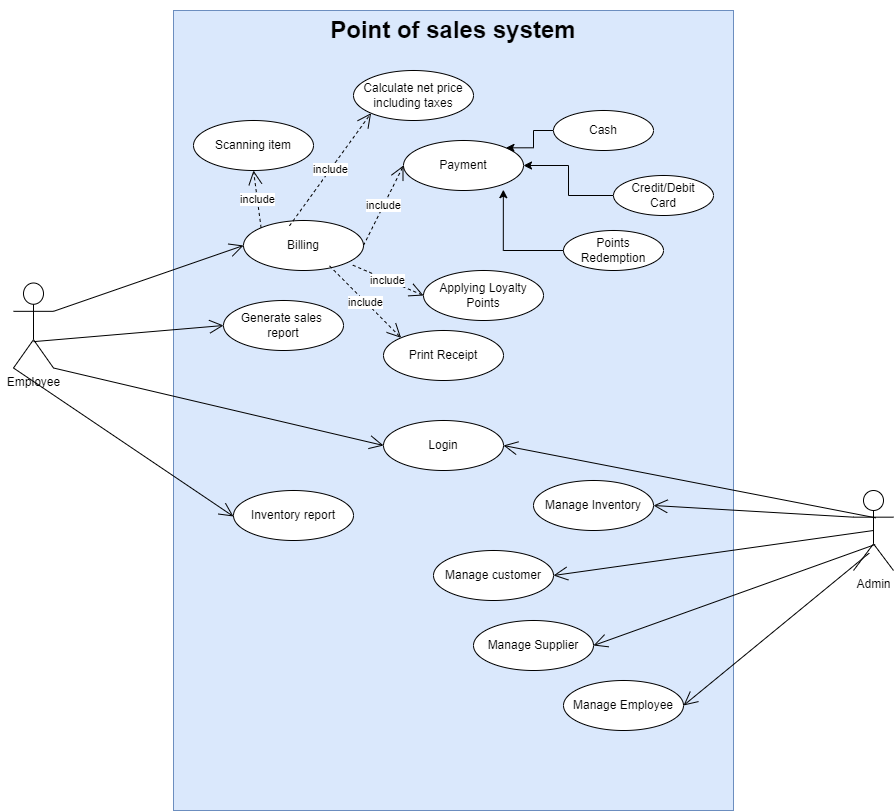 Point of sales system
Calculate net price
including taxes
Scanning item
Cash
include
Payment
Credit/Debit
Card
include
include
Billing
Points
Redemption
include
Applying Loyalty
Points
include
Generate sales
report
Print Receipt
Employee
Login
Manage Inventory
Inventory report
Manage customer
Admin
Manage Supplier
Manage Employee